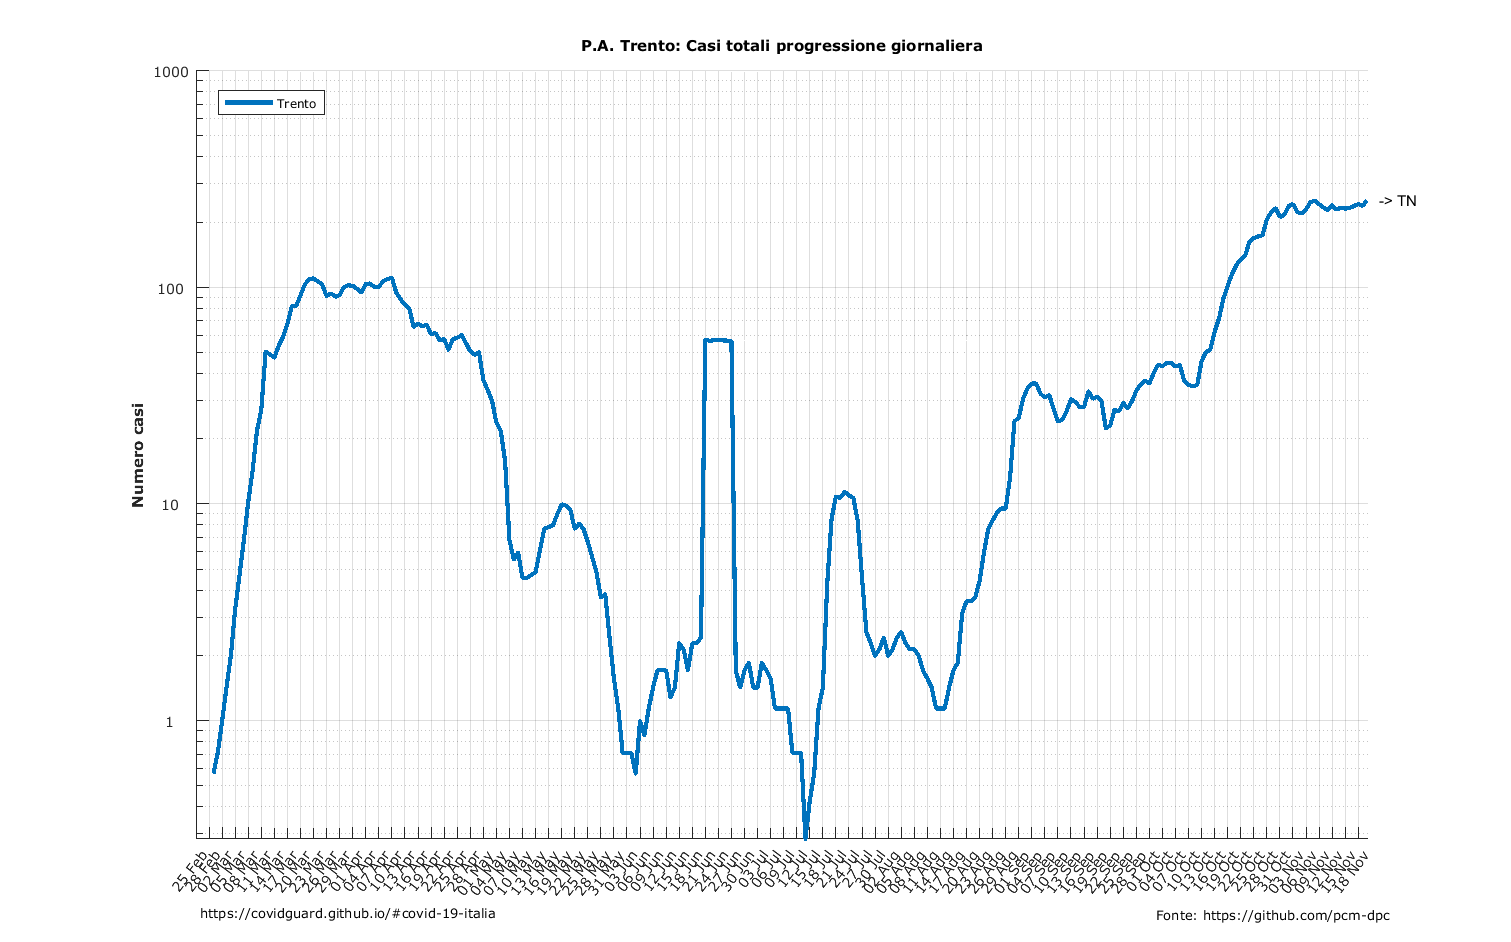 P.A. Trento: Casi totali progressione giornaliera
Trento
1000
100
10
1
Numero casi
-> TN
25 Feb
28 Feb
02 Mar
05 Mar
08 Mar
11 Mar
14 Mar
17 Mar
20 Mar
23 Mar
26 Mar
29 Mar
01 Apr
04 Apr
07 Apr
10 Apr
13 Apr
16 Apr
19 Apr
22 Apr
25 Apr
28 Apr
01 May
04 May
07 May
10 May
13 May
16 May
19 May
22 May
25 May
28 May
31 May
03 Jun
06 Jun
09 Jun
12 Jun
15 Jun
18 Jun
21 Jun
24 Jun
27 Jun
30 Jun
03 Jul
06 Jul
09 Jul
12 Jul
15 Jul
18 Jul
21 Jul
24 Jul
27 Jul
30 Jul
02 Aug
05 Aug
08 Aug
11 Aug
14 Aug
17 Aug
20 Aug
23 Aug
26 Aug
29 Aug
01 Sep
04 Sep
07 Sep
10 Sep
13 Sep
16 Sep
19 Sep
22 Sep
25 Sep
28 Sep
01 Oct
04 Oct
07 Oct
10 Oct
13 Oct
16 Oct
19 Oct
22 Oct
25 Oct
28 Oct
31 Oct
03 Nov
06 Nov
09 Nov
12 Nov
15 Nov
18 Nov
https://covidguard.github.io/#covid-19-italia
Fonte: https://github.com/pcm-dpc